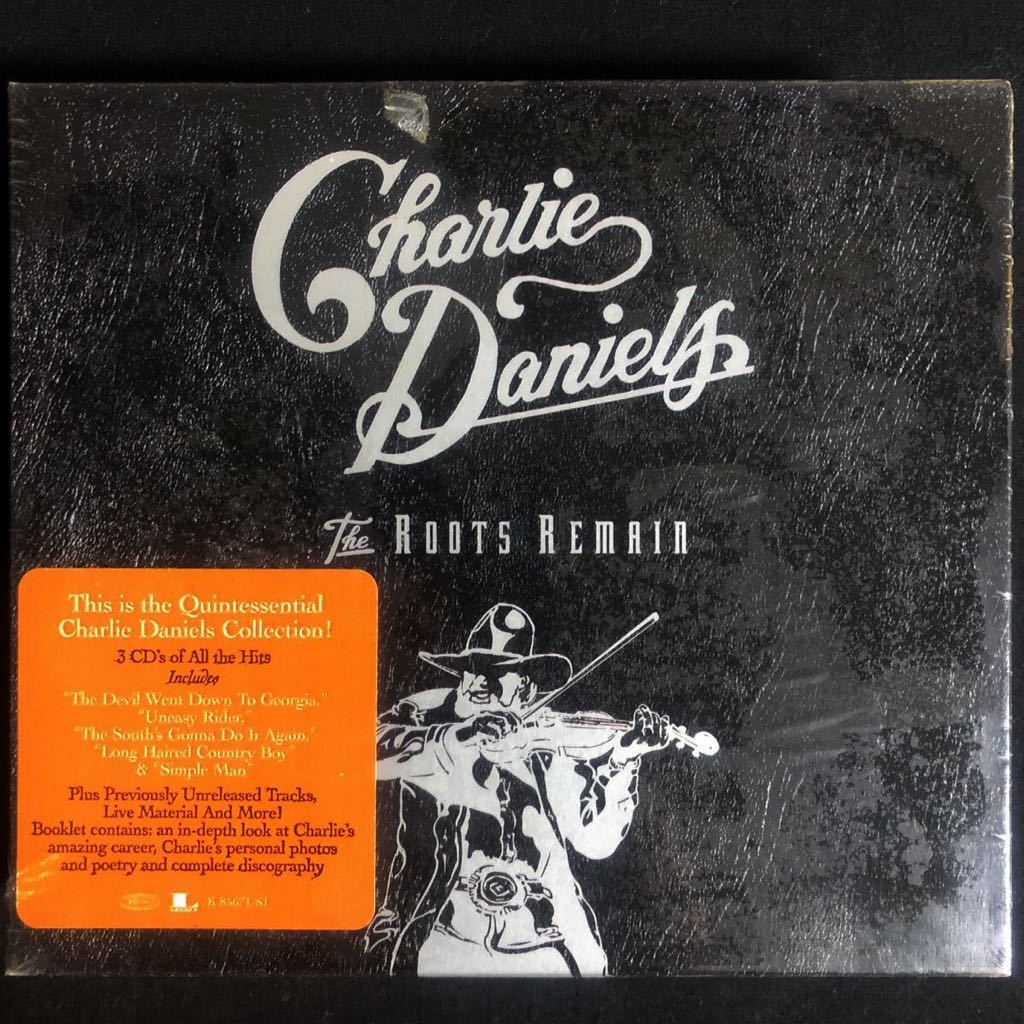 Charlie
Daniels
The ROOTS REMAIN
This is the Quintessential
Charlie Daniels Collection!
3 CD's of All the Hits
Includes
"The Devil Went Down To Georgia,"
"Uneasy Rider,"
"The South's Gonna Do It Again,"
"Long Haired Country Boy"
& "Simple Man"
Plus Previously Unreleased Tracks,
Live Material And More!
Booklet contains: an in-depth look at Charlie's
amazing career, Charlie's personal photos
and poetry and complete discography